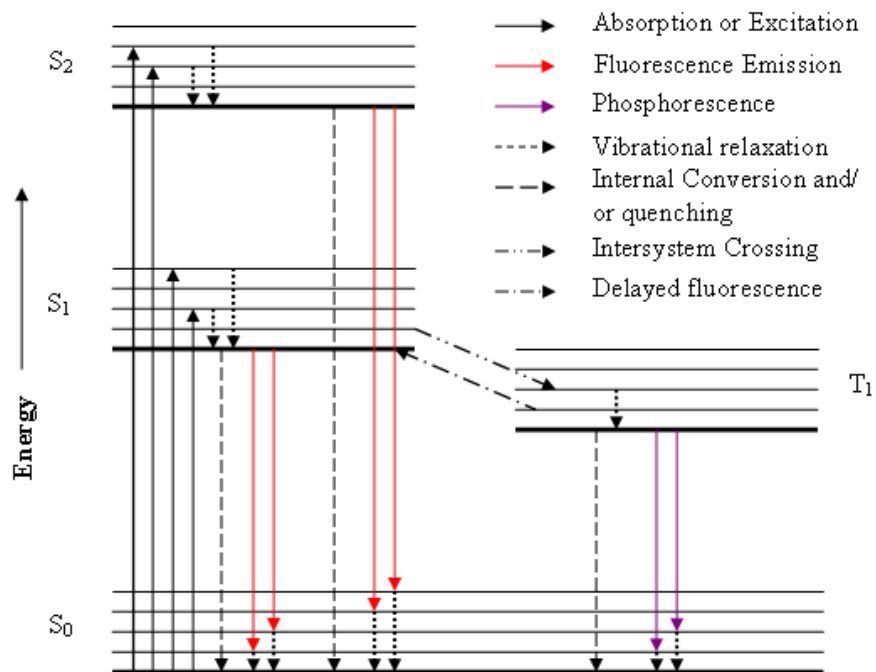 S2
S1
S0
T1
Energy
Absorption or Excitation
Fluorescence Emission
Phosphorescence
Vibrational relaxation
Internal Conversion and/
or quenching
Intersystem Crossing
Delayed fluorescence